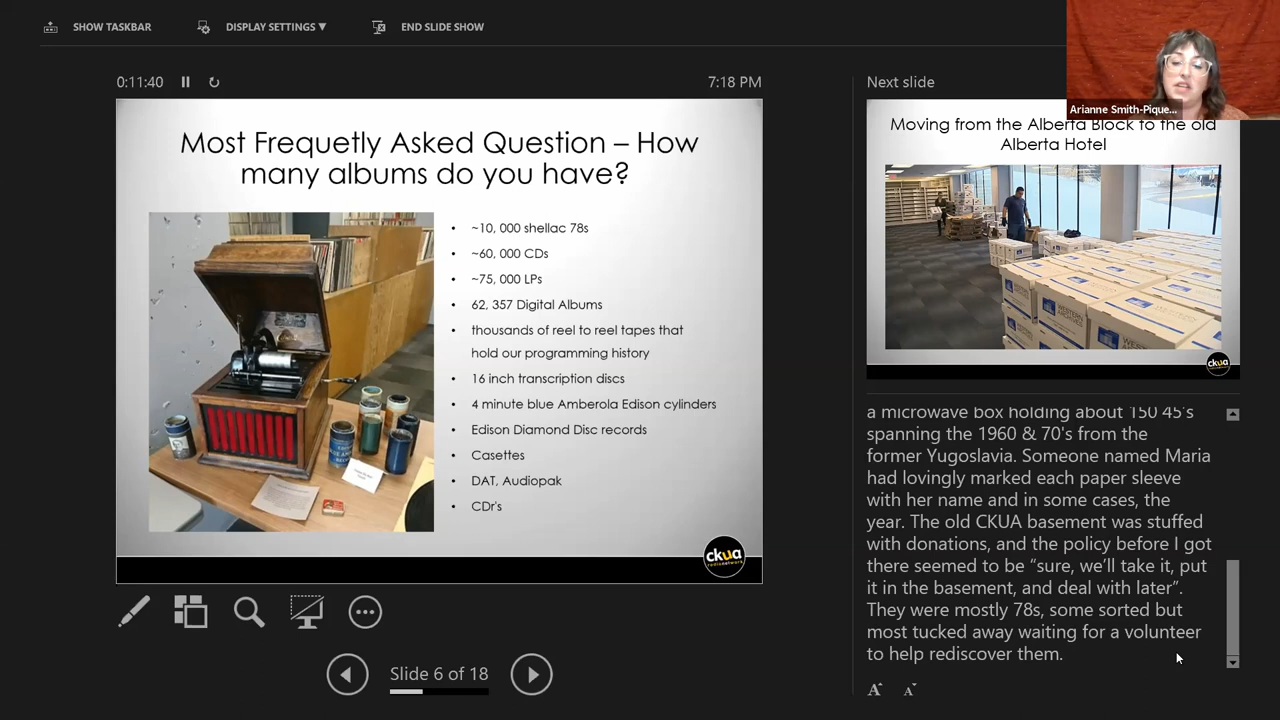 SHOW TASKBAR
DISPLAY SETTINGS ▼
END SLIDE SHOW
0:11:40
7:18 PM
Most Frequetly Asked Question – How
many albums do you have?
• ~10, 000 shellac 78s
• ~60, 000 CDs
• ~75, 000 LPs
• 62, 357 Digital Albums
• thousands of reel to reel tapes that
hold our programming history
• 16 inch transcription discs
• 4 minute blue Amberola Edison cylinders
• Edison Diamond Disc records
• Casettes
• DAT, Audiopak
• CDr's
ckua
radio network
Slide 6 of 18
Next slide
Arianne Smith-Pique...
Moving from the Alberta Block to the old
Alberta Hotel
WESTERN
ARCHIVES
ckua
a microwave box holding about 150 45's
spanning the 1960 & 70's from the
former Yugoslavia. Someone named Maria
had lovingly marked each paper sleeve
with her name and in some cases, the
year. The old CKUA basement was stuffed
with donations, and the policy before I got
there seemed to be “sure, we’ll take it, put
it in the basement, and deal with later”.
They were mostly 78s, some sorted but
most tucked away waiting for a volunteer
to help rediscover them.
A A